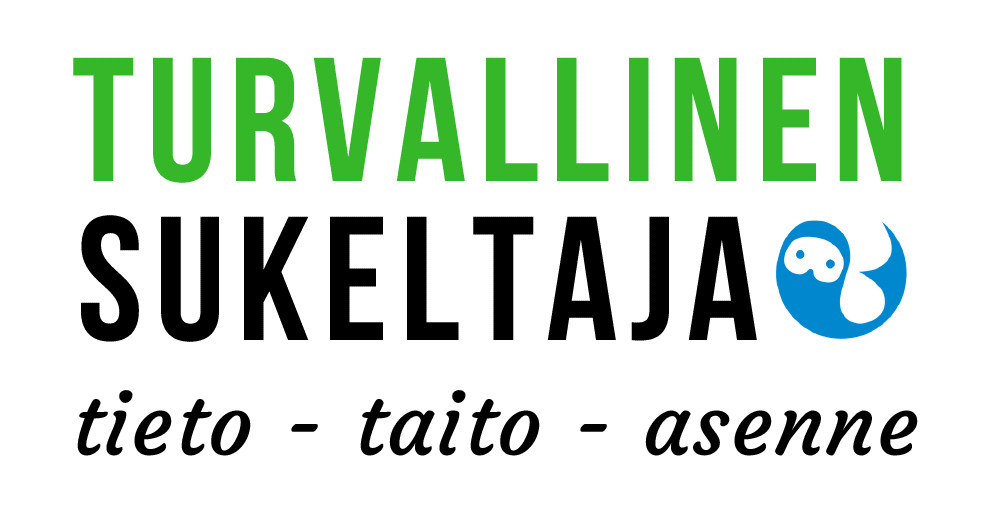 TURVALLINEN
SUKELTAJA
tieto - taito - asenne